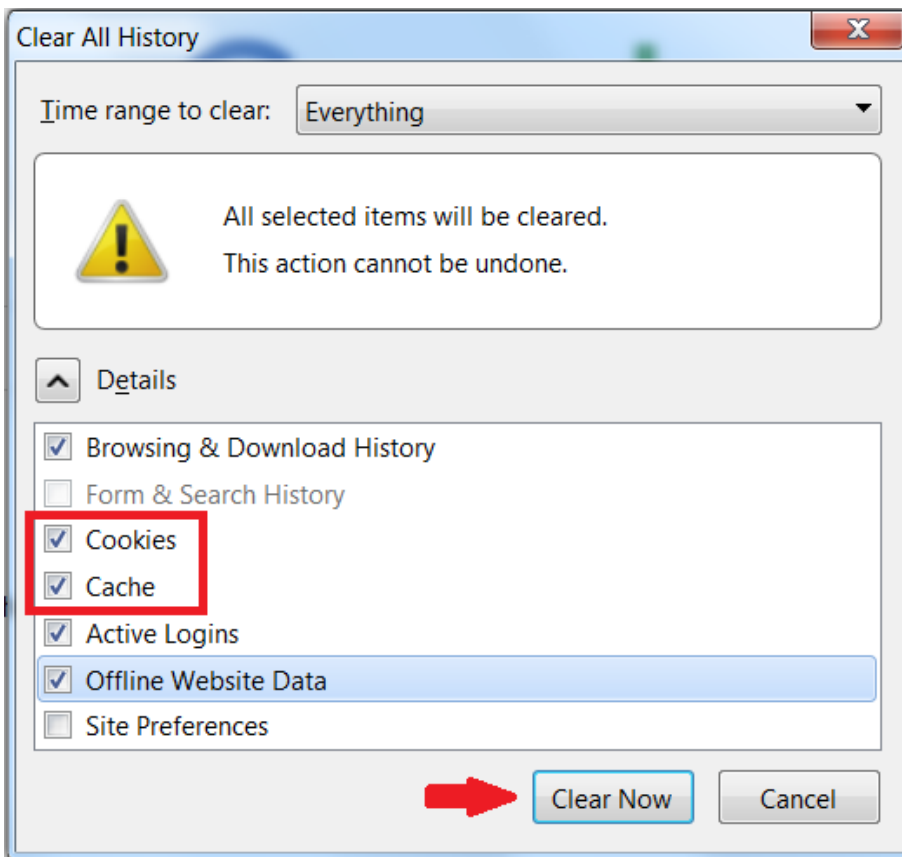 Clear All History
Time range to clear: Everything
All selected items will be cleared.
This action cannot be undone.
Details
Browsing & Download History
Form & Search History
Cookies
Cache
Active Logins
Offline Website Data
Site Preferences
Clear Now Cancel